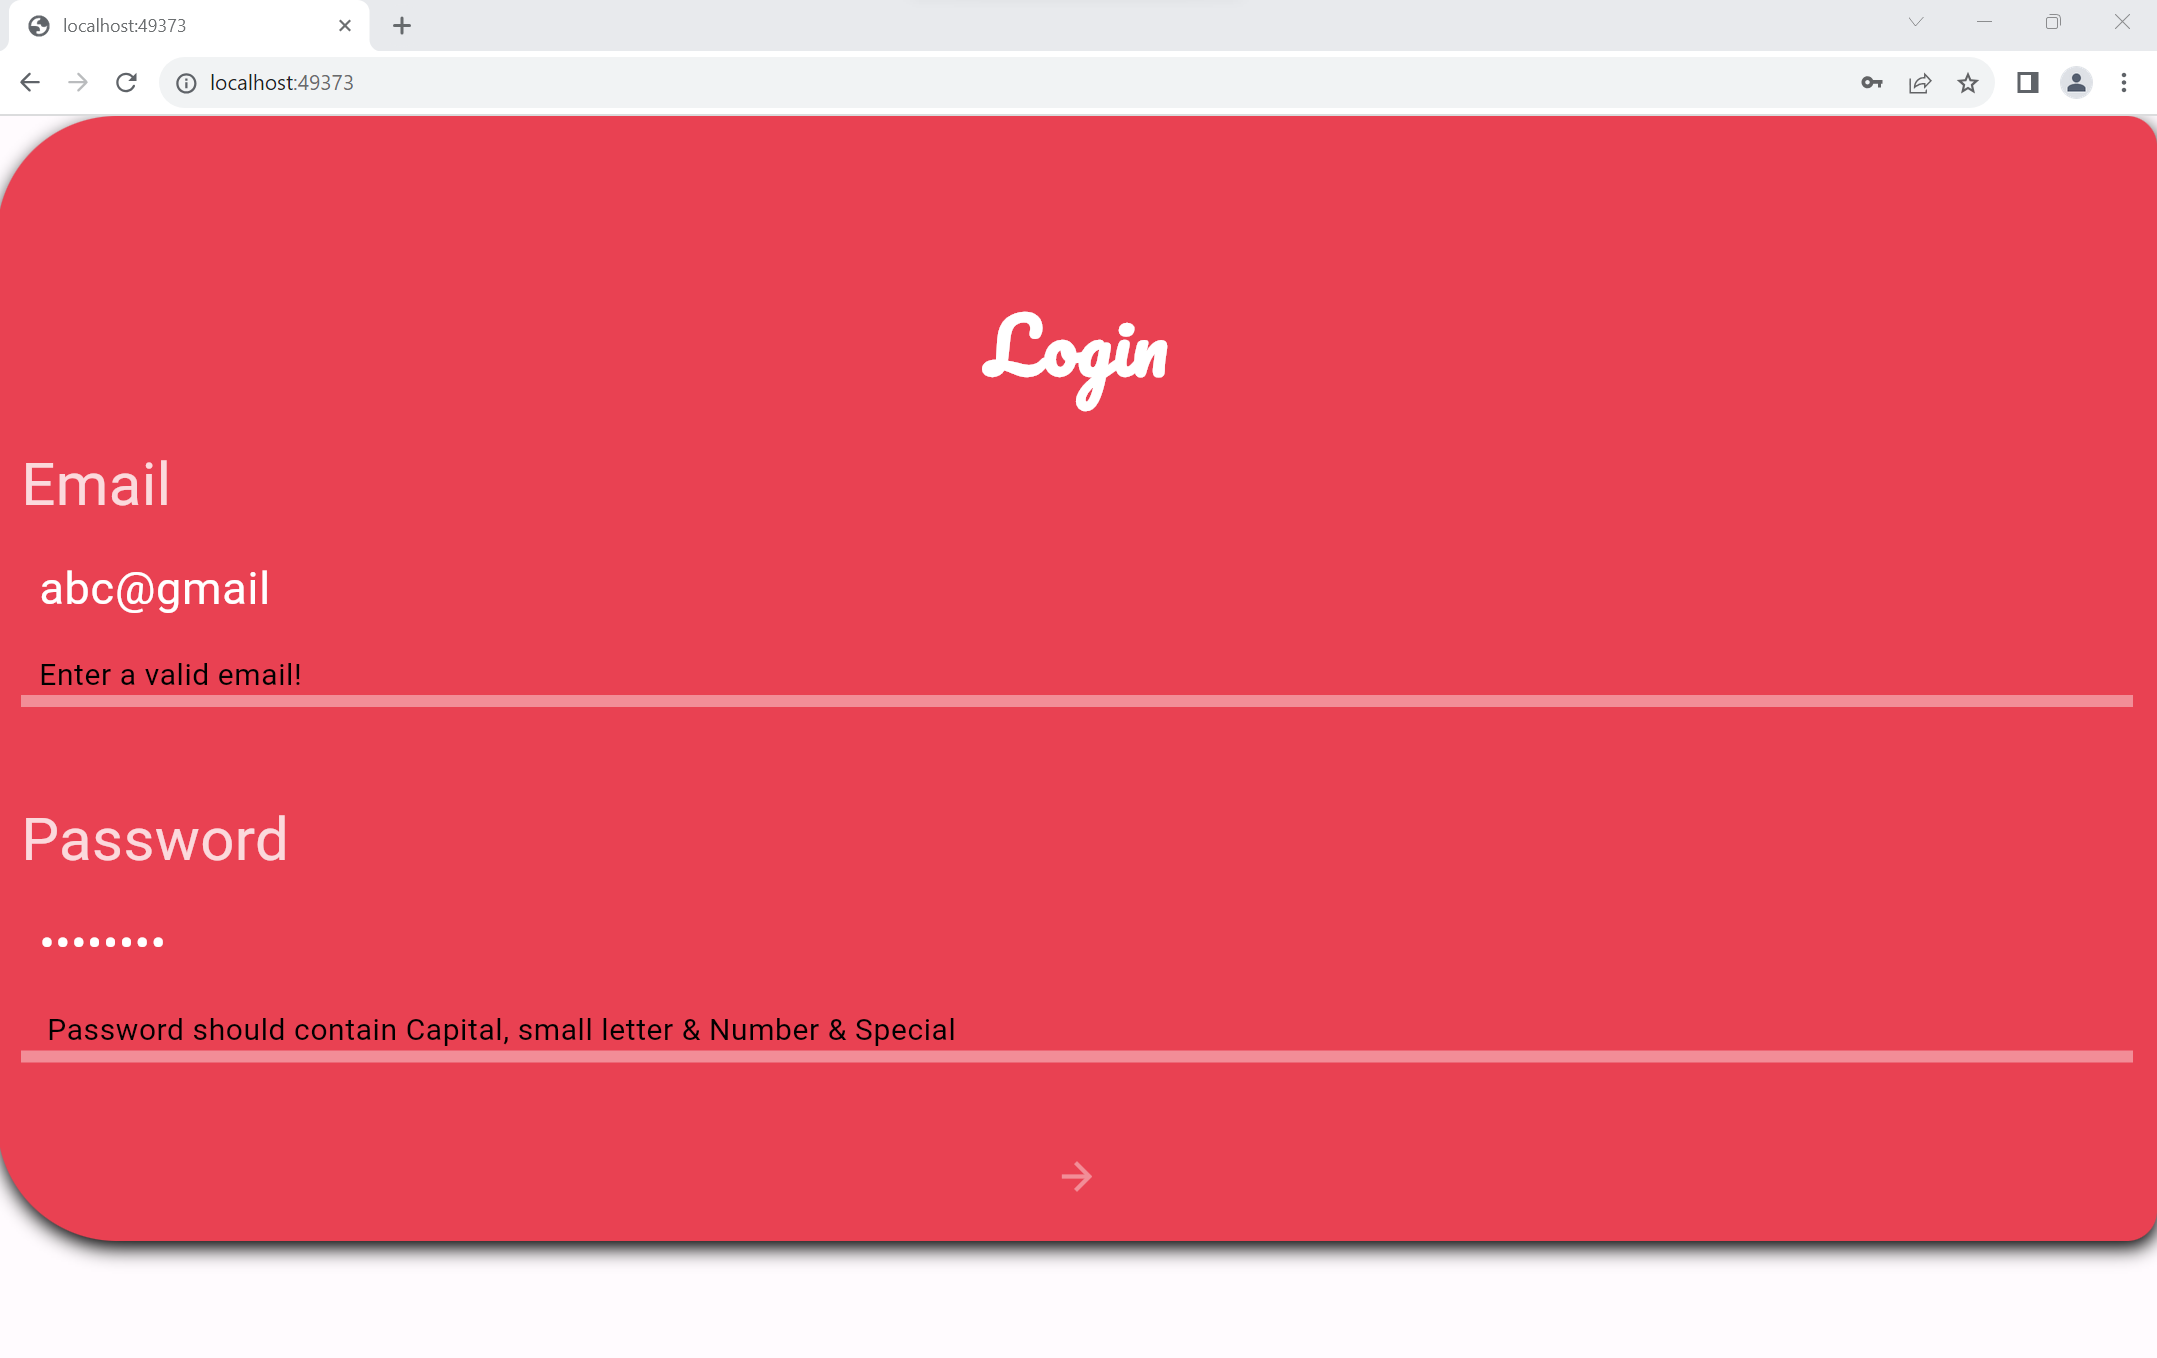 localhost:49373
localhost:49373
Login
Email
abc@gmail
Enter a valid email!
Password
••••••••
Password should contain Capital, small letter & Number & Special